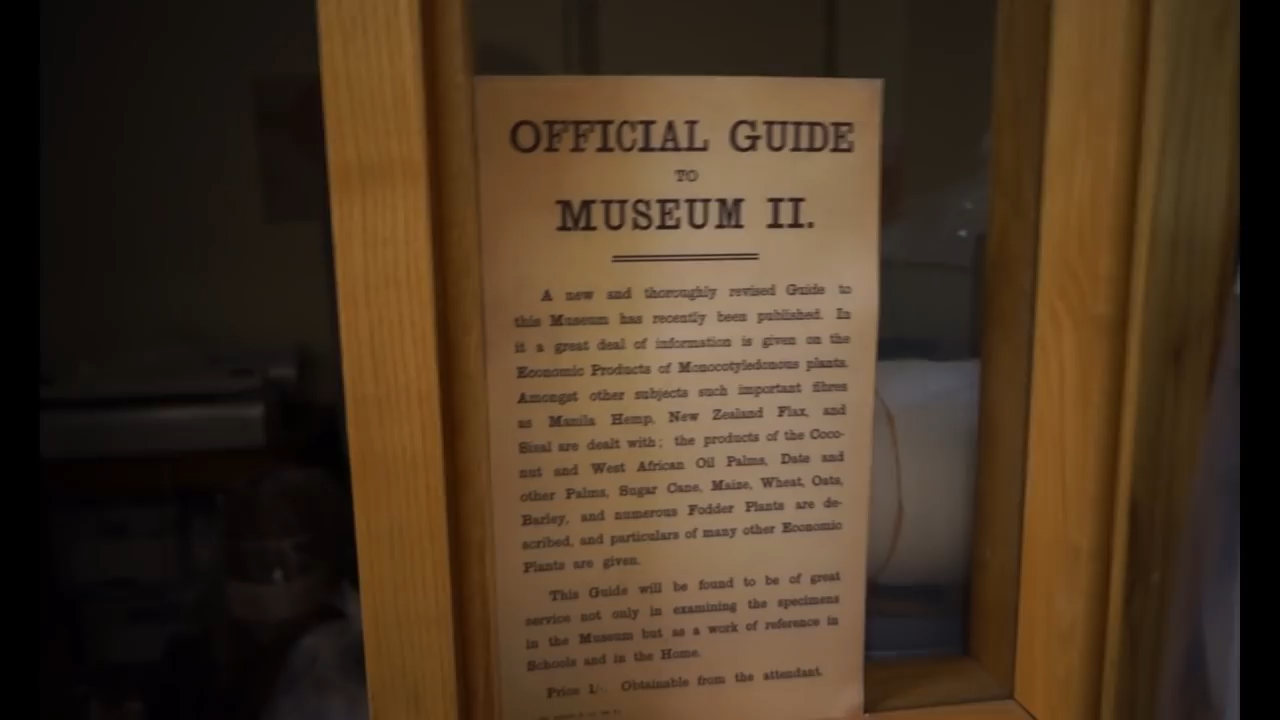 OFFICIAL GUIDE
TO
MUSEUM II.
A new and thoroughly revised Guide to
this Museum has recently been published. In
it a great deal of information is given on the
Economic Products of Monocotyledonous plants.
Amongst other subjects such important fibres
as Manila Hemp, New Zealand Flax, and
Sisal are dealt with; the products of the Coco-
nut and West African Oil Palms, Date and
other Palms, Sugar Cane, Maize, Wheat, Oats,
Barley, and numerous Fodder Plants are de-
scribed, and particulars of many other Economic
Plants are given.
This Guide will be found to be of great
service not only in examining the specimens
in the Museum but as a work of reference in
Schools and in the Home.
Price 1/-. Obtainable from the attendant.